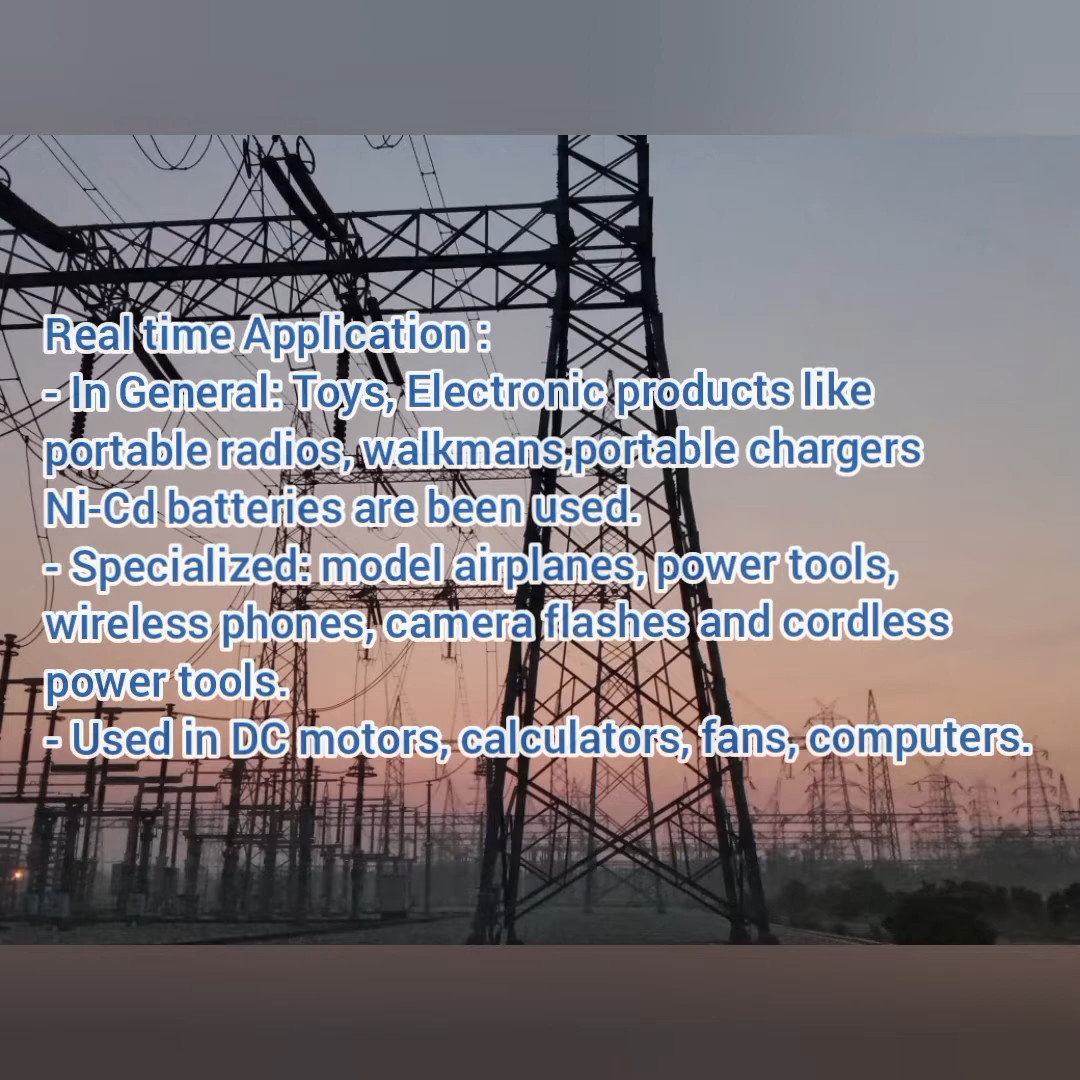 Real time Application :
- In General: Toys, Electronic products like
portable radios, walkmans,portable chargers
Ni-Cd batteries are been used.
- Specialized: model airplanes, power tools,
wireless phones, camera flashes and cordless
power tools.
- Used in DC motors, calculators, fans, computers.